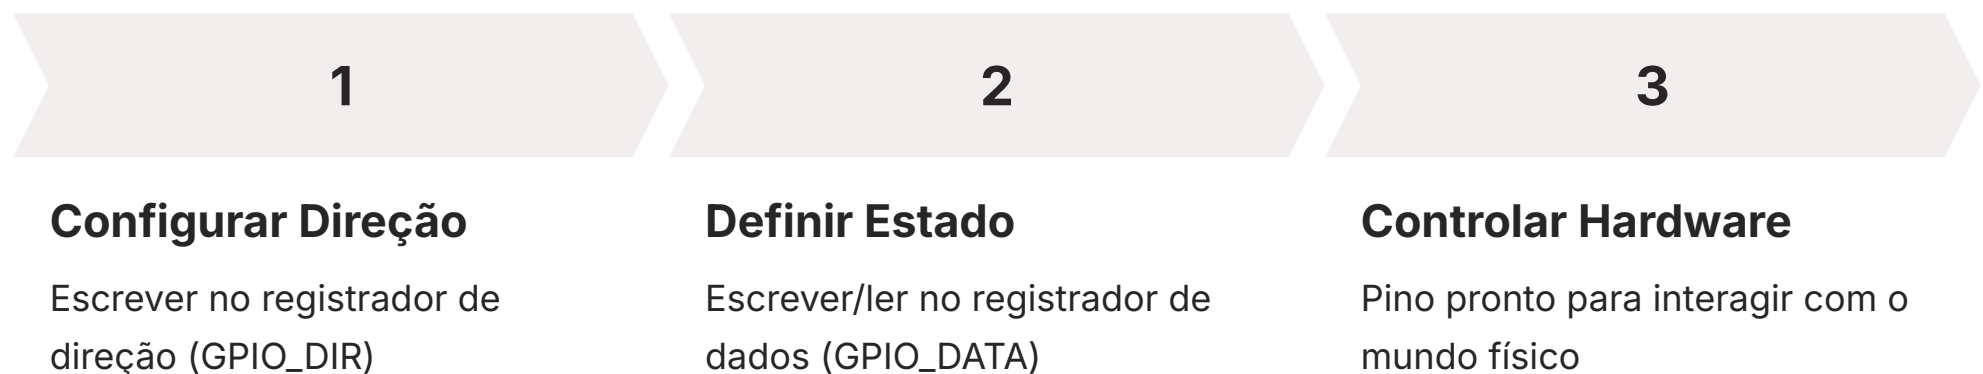 1
2
3
Configurar Direção
Escrever no registrador de
direção (GPIO_DIR)
Definir Estado
Escrever/ler no registrador de
dados (GPIO_DATA)
Controlar Hardware
Pino pronto para interagir com o
mundo físico